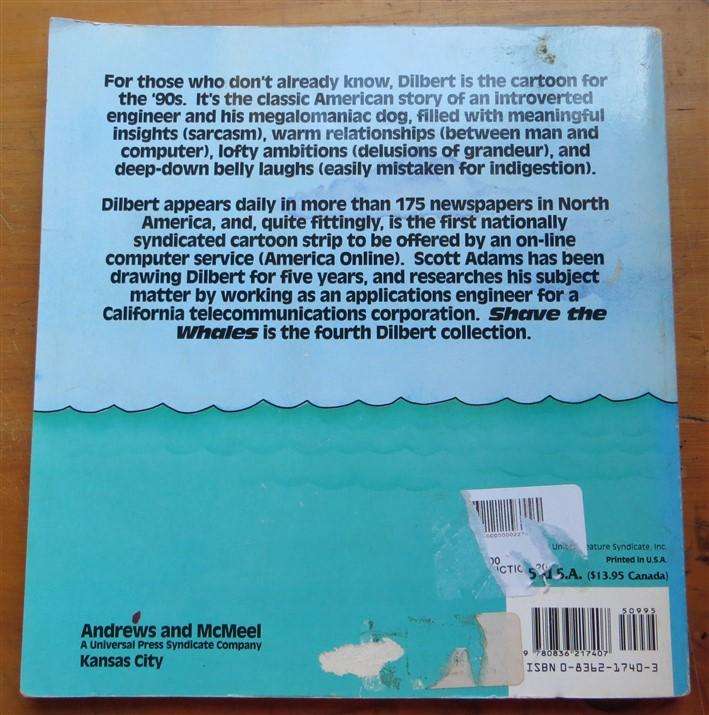 For those who don't already know, Dilbert is the cartoon for
the '90s. It's the classic American story of an introverted
engineer and his megalomaniac dog, filled with meaningful
insights (sarcasm), warm relationships (between man and
computer), lofty ambitions (delusions of grandeur), and
deep-down belly laughs (easily mistaken for indigestion).
Dilbert appears daily in more than 175 newspapers in North
America, and, quite fittingly, is the first nationally
syndicated cartoon strip to be offered by an on-line
computer service (America Online). Scott Adams has been
drawing Dilbert for five years, and researches his subject
matter by working as an applications engineer for a
California telecommunications corporation. Shave the
Whales is the fourth Dilbert collection.
Syndicate, Inc.
Printed in U.S.A.
($13.95 Canada)
50995
9 780836 217407
ISBN 0-8362-1740-3
Andrews and McMeel
A Universal Press Syndicate Company
Kansas City